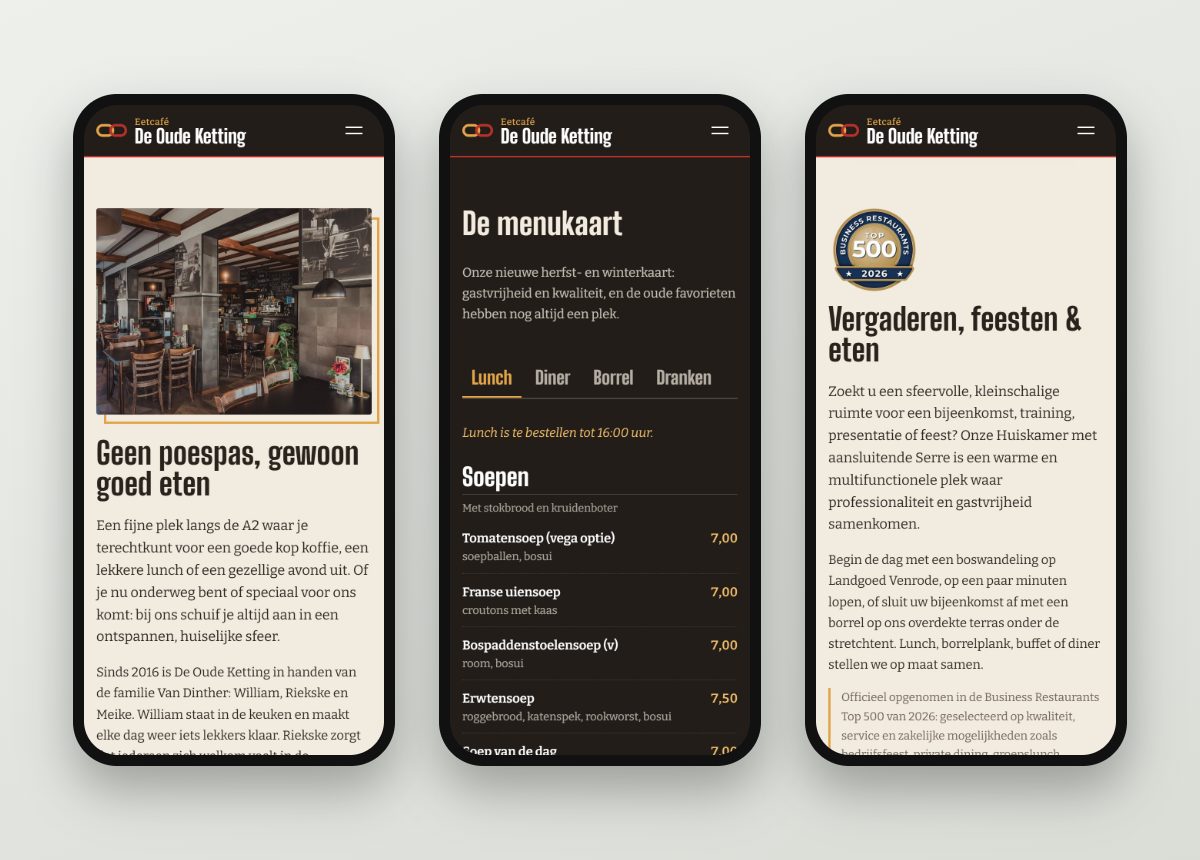 Eetcafé
De Oude Ketting
Geen poespas, gewoon
goed eten
Een fijne plek langs de A2 waar je
terechtkunt voor een goede kop koffie, een
lekkere lunch of een gezellige avond uit. Of
je nu onderweg bent of speciaal voor ons
komt: bij ons schuif je altijd aan in een
ontspannen, huiselijke sfeer.
Sinds 2016 is De Oude Ketting in handen van
de familie Van Dinther: William, Riekske en
Meike. William staat in de keuken en maakt
elke dag weer iets lekkers klaar. Riekske zorgt
Eetcafé
De Oude Ketting
De menukaart
Onze nieuwe herfst- en winterkaart:
gastvrijheid en kwaliteit, en de oude favorieten
hebben nog altijd een plek.
Lunch Diner Borrel Dranken
Lunch is te bestellen tot 16:00 uur.
Soepen
Met stokbrood en kruidenboter
Tomatensoep (vega optie) 7,00
soepballen, bosui
Franse uiensoep 7,00
croutons met kaas
Bospaddenstoelensoep (v) 7,00
room, bosui
Erwtensoep 7,50
roggebrood, katenspek, rookworst, bosui
Soep van de dag 7,00
Eetcafé
De Oude Ketting
BUSINESS RESTAURANTS
TOP
500
2026
Vergaderen, feesten &
eten
Zoekt u een sfeervolle, kleinschalige
ruimte voor een bijeenkomst, training,
presentatie of feest? Onze Huiskamer met
aansluitende Serre is een warme en
multifunctionele plek waar
professionaliteit en gastvrijheid
samenkomen.
Begin de dag met een boswandeling op
Landgoed Venrode, op een paar minuten
lopen, of sluit uw bijeenkomst af met een
borrel op ons overdekte terras onder de
stretchtent. Lunch, borrelplank, buffet of diner
stellen we op maat samen.
Officieel opgenomen in de Business Restaurants
Top 500 van 2026: geselecteerd op kwaliteit,
service en zakelijke mogelijkheden zoals
bedrijfsfeest, private dining, groepslunch